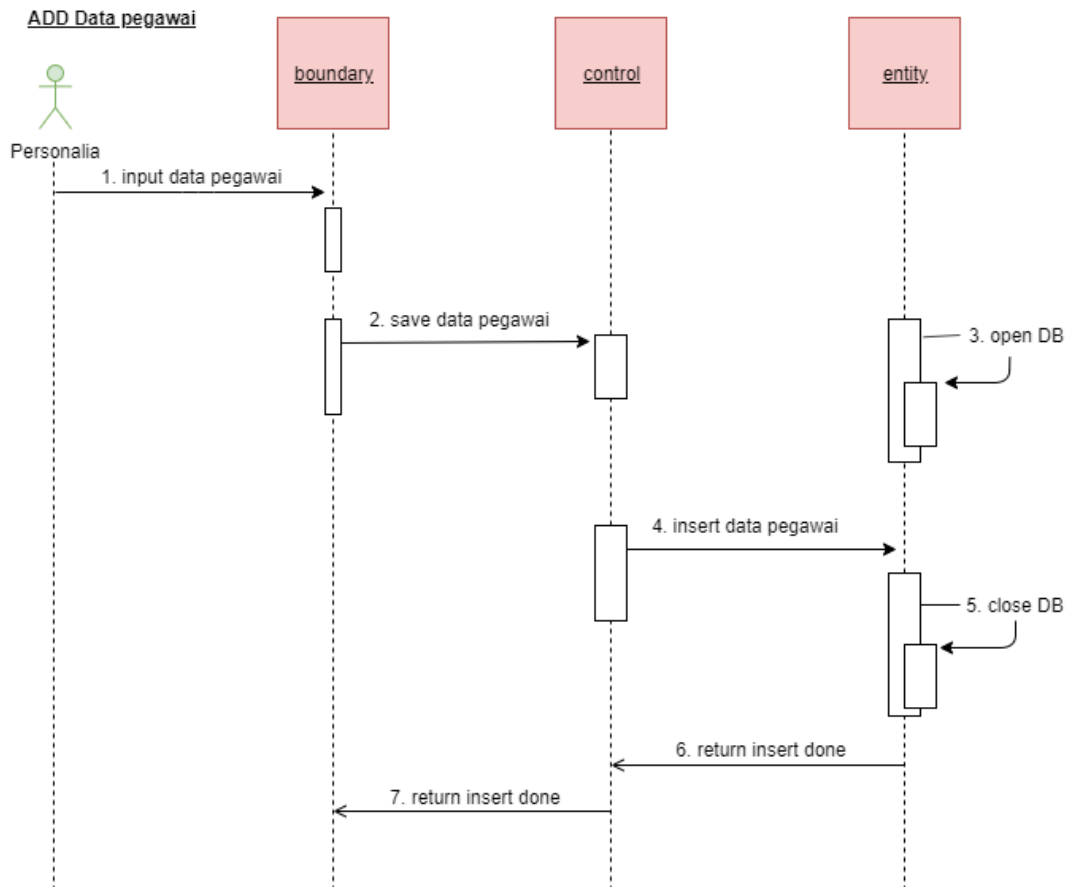 ADD Data pegawai
boundary
control
entity
Personalia
1. input data pegawai
2. save data pegawai
3. open DB
4. insert data pegawai
5. close DB
6. return insert done
7. return insert done